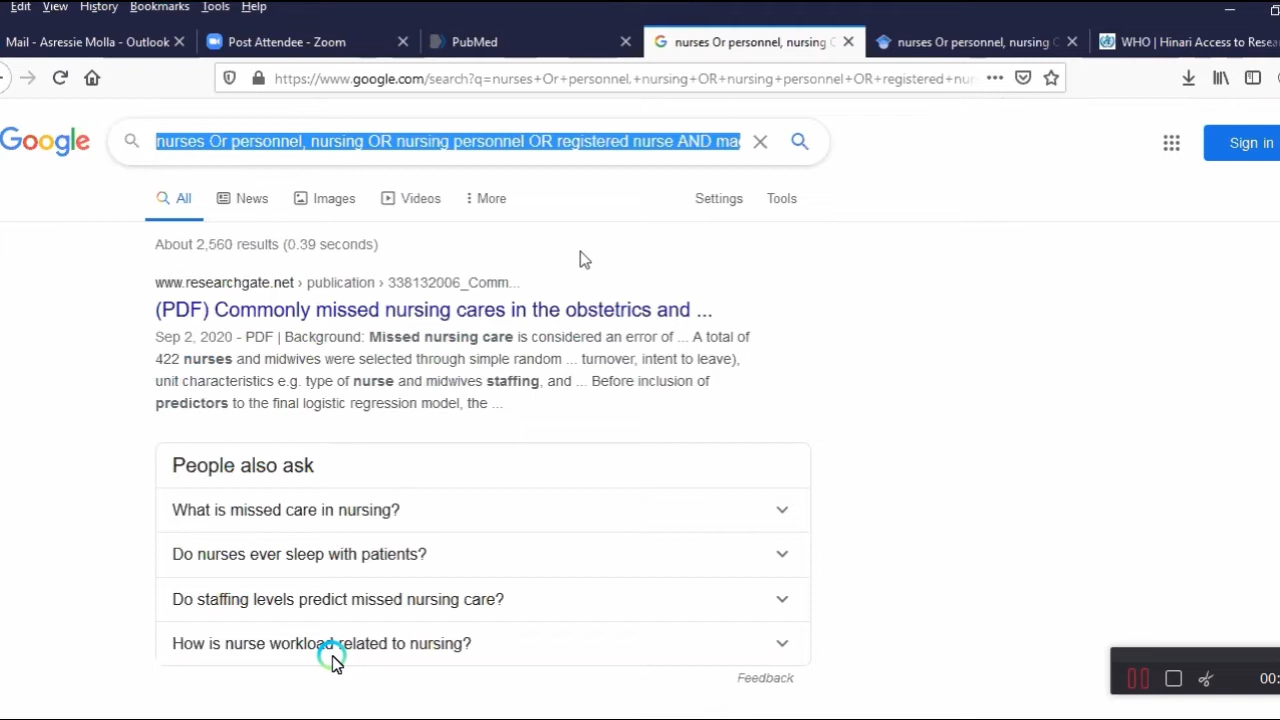 Edit View History Bookmarks Tools Help
Mail - Asressie Molla - Outlook Post Attendee - Zoom PubMed nurses Or personnel, nursing nurses Or personnel, nursing WHO | Hinari Access to Rese
https://www.google.com/search?q=nurses+Or+personnel,+nursing+OR+nursing+personnel+OR+registered+nur
Google nurses Or personnel, nursing OR nursing personnel OR registered nurse AND ma Sign in
All News Images Videos More Settings Tools
About 2,560 results (0.39 seconds)
www.researchgate.net › publication › 338132006_Comm...
(PDF) Commonly missed nursing cares in the obstetrics and ...
Sep 2, 2020 - PDF | Background: Missed nursing care is considered an error of ... A total of
422 nurses and midwives were selected through simple random ... turnover, intent to leave),
unit characteristics e.g. type of nurse and midwives staffing, and ... Before inclusion of
predictors to the final logistic regression model, the ...
People also ask
What is missed care in nursing?
Do nurses ever sleep with patients?
Do staffing levels predict missed nursing care?
How is nurse workload related to nursing?
Feedback
00: